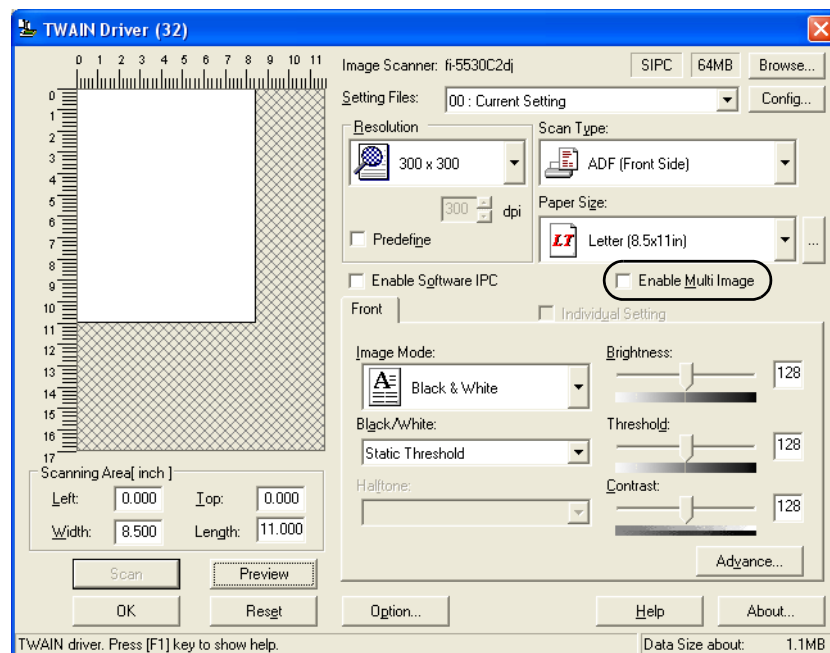 TWAIN Driver (32)
0 1 2 3 4 5 6 7 8 9 10 11
0
1
2
3
4
5
6
7
8
9
10
11
12
13
14
15
16
17
Image Scanner: fi-5530C2dj SIPC 64MB Browse...
Setting Files: 00 : Current Setting Config...
Resolution
300 x 300
300 dpi
Predefine
Scan Type:
ADF (Front Side)
Paper Size:
LT Letter (8.5x11in) ...
Enable Software IPC
Enable Multi Image
Front
Individual Setting
Image Mode:
A Black & White
Black/White:
Static Threshold
Halftone:
Brightness:
128
Threshold:
128
Contrast:
128
Advance...
Scanning Area[ inch ]
Left: 0.000 Top: 0.000
Width: 8.500 Length: 11.000
Scan Preview
OK Reset Option... Help About...
TWAIN driver. Press [F1] key to show help. Data Size about: 1.1MB